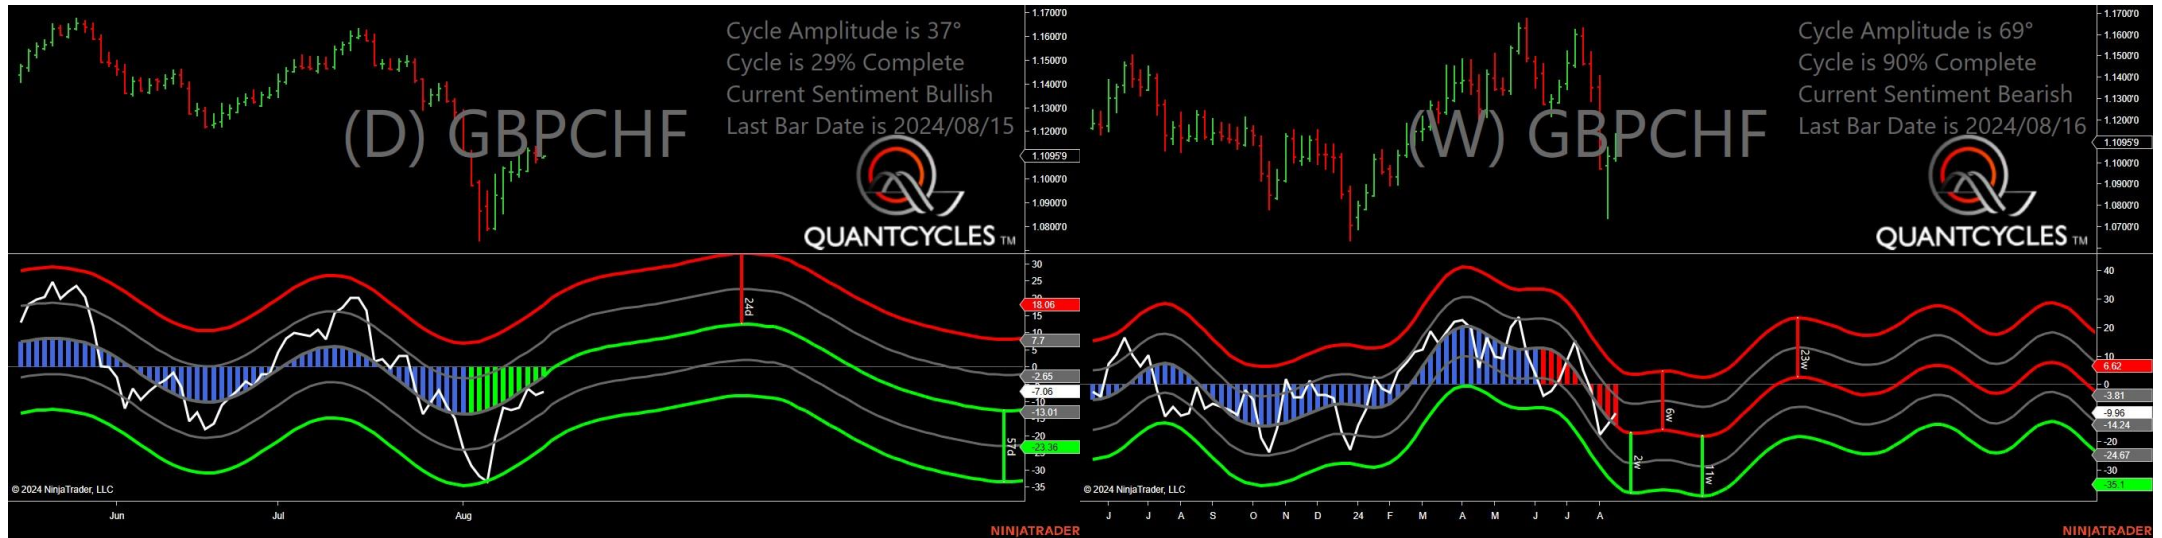 Cycle Amplitude is 37°
Cycle is 29% Complete
Current Sentiment Bullish
Last Bar Date is 2024/08/15
(D) GBPCHF
QUANTCYCLES TM
1.1700'0
1.1600'0
1.1500'0
1.1400'0
1.1300'0
1.1200'0
1.1095'9
1.1000'0
1.0900'0
1.0800'0
30
25
18.06
15
10
7.7
5
0
-2.65
-7.06
-10
-13.01
-15
-20
-23.36
-30
-35
24d
57d
© 2024 NinjaTrader, LLC
Jun
Jul
Aug
NINJATRADER
Cycle Amplitude is 69°
Cycle is 90% Complete
Current Sentiment Bearish
Last Bar Date is 2024/08/16
(W) GBPCHF
QUANTCYCLES TM
1.1700'0
1.1600'0
1.1500'0
1.1400'0
1.1300'0
1.1200'0
1.1095'9
1.1000'0
1.0900'0
1.0800'0
1.0700'0
40
30
20
10
6.62
0
-3.81
-9.96
-14.24
-20
-24.67
-30
-35.1
2w
6w
11w
23w
© 2024 NinjaTrader, LLC
J
J
A
S
O
N
D
24
F
M
A
M
J
J
A
NINJATRADER